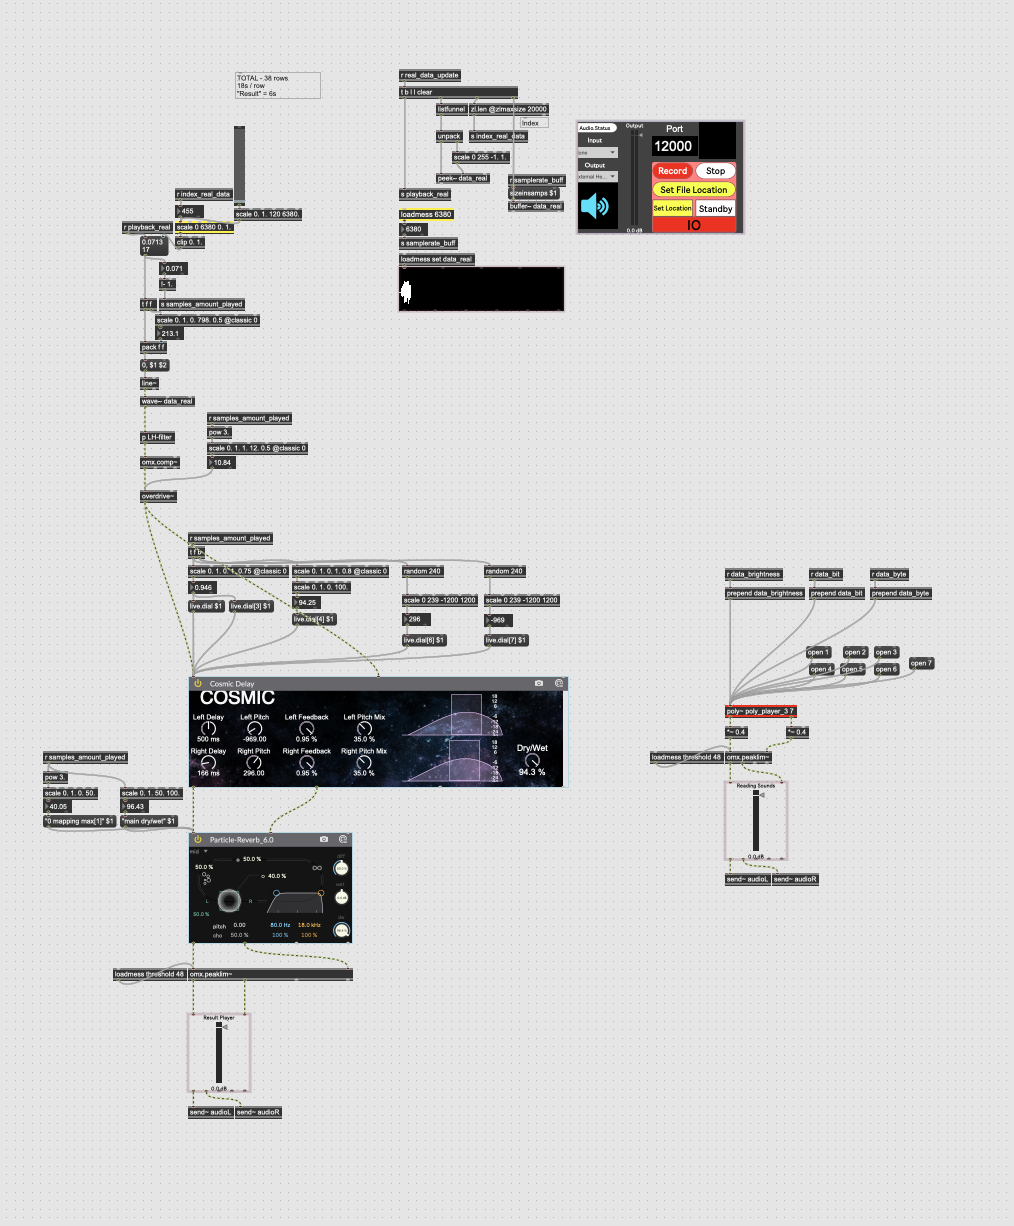 TOTAL - 38 rows.
18s / row
"Result" = 6s
r index_real_data
455
scale 0. 1. 120 6380.
r playback_real
scale 0 6380 0. 1.
0.0713
17
clip 0. 1.
0.071
!- 1.
t f f
s samples_amount_played
scale 0. 1. 0. 798. 0.5 @classic 0
213.1
pack f f
0, $1 $2
line~
wave~ data_real
r samples_amount_played
pow 3.
p LH-filter
scale 0. 1. 1. 12. 0.5 @classic 0
omx.comp~
10.84
overdrive~
r real_data_update
t b l l clear
listfunnel
zl.len @zlmaxsize 20000
Index
unpack
s index_real_data
scale 0 255 -1. 1.
peek~ data_real
r samplerate_buff
s playback_real
sizeinsamps $1
buffer~ data_real
loadmess 6380
6380
s samplerate_buff
loadmess set data_real
Audio Status
Output
Port
Input
12000
Output
Record
Stop
Set File Location
Set Location
Standby
0.0 dB
IO
r samples_amount_played
t f b
scale 0. 1. 0. 1. 0.75 @classic 0
scale 0. 1. 0. 1. 0.8 @classic 0
random 240
random 240
0.946
scale 0. 1. 0. 100.
live.dial $1
live.dial[3] $1
94.25
scale 0 239 -1200 1200
scale 0 239 -1200 1200
live.dial[4] $1
296
-969
live.dial[6] $1
live.dial[7] $1
Cosmic Delay
COSMIC
Left Delay
Left Pitch
Left Feedback
Left Pitch Mix
500 ms
-969.00
0.95 %
35.0 %
Right Delay
Right Pitch
Right Feedback
Right Pitch Mix
166 ms
296.00
0.95 %
35.0 %
Dry/Wet
94.3 %
r samples_amount_played
pow 3.
scale 0. 1. 0. 50.
scale 0. 1. 50. 100.
40.05
96.43
"0 mapping max[1]" $1
"main dry/wet" $1
Particle-Reverb_6.0
mid
50.0 %
50.0 %
40.0 %
L
R
50.0 %
pitch
0.00
80.0 Hz
18.0 kHz
50.0 %
100 %
100 %
loadmess threshold 48
omx.peaklim~
Result Player
0.0 dB
send~ audioL
send~ audioR
r data_brightness
r data_bit
r data_byte
prepend data_brightness
prepend data_bit
prepend data_byte
open 1
open 2
open 3
open 4
open 5
open 6
open 7
poly~ poly_player_3 7
*~ 0.4
*~ 0.4
loadmess threshold 48
omx.peaklim~
Reading Sounds
0.0 dB
send~ audioL
send~ audioR